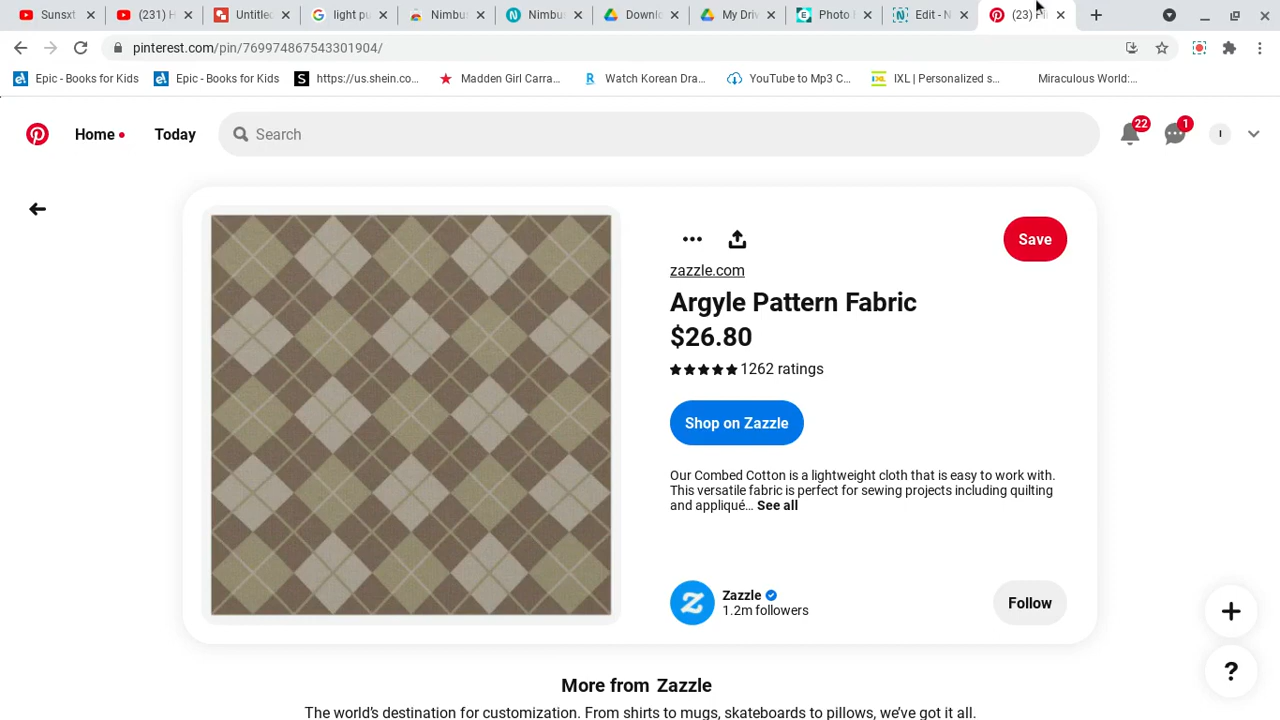 Sunsxt
(231) H
Untitled
light pu
Nimbus
Nimbus
Downlo
My Driv
Photo
Edit - N
(23) Pi
pinterest.com/pin/769974867543301904/
Epic - Books for Kids
Epic - Books for Kids
https://us.shein.co...
Madden Girl Carra...
Watch Korean Dra...
YouTube to Mp3 C...
IXL | Personalized s...
Miraculous World:...
Home
Today
Search
22
1
I
zazzle.com
Save
Argyle Pattern Fabric
$26.80
1262 ratings
Shop on Zazzle
Our Combed Cotton is a lightweight cloth that is easy to work with.
This versatile fabric is perfect for sewing projects including quilting
and appliqué... See all
Zazzle
1.2m followers
Follow
More from Zazzle
The world's destination for customization. From shirts to mugs, skateboards to pillows, we've got it all.